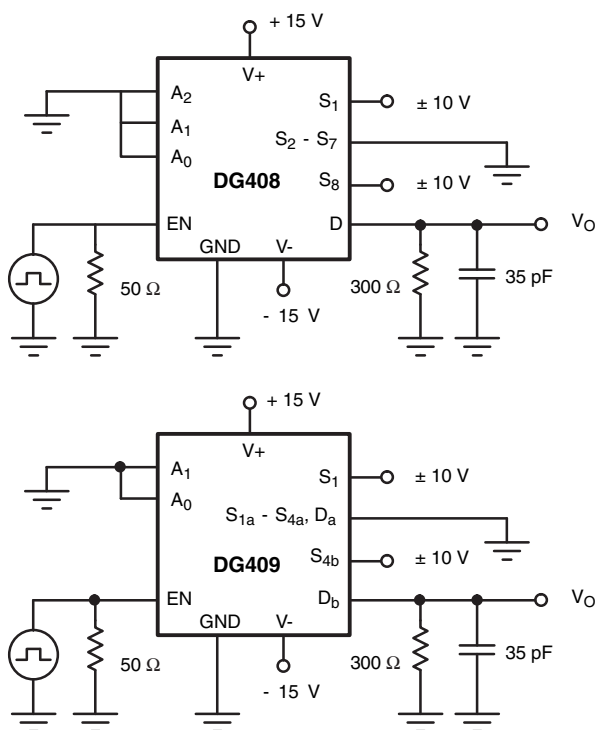 + 15 V
V+
A2
S1
± 10 V
A1
S2 - S7
A0
DG408
S8
± 10 V
EN
D
VO
GND
V-
50 Ω
300 Ω
35 pF
- 15 V
+ 15 V
V+
A1
S1
± 10 V
A0
S1a - S4a, Da
DG409
S4b
± 10 V
EN
Db
VO
GND
V-
50 Ω
300 Ω
35 pF
- 15 V